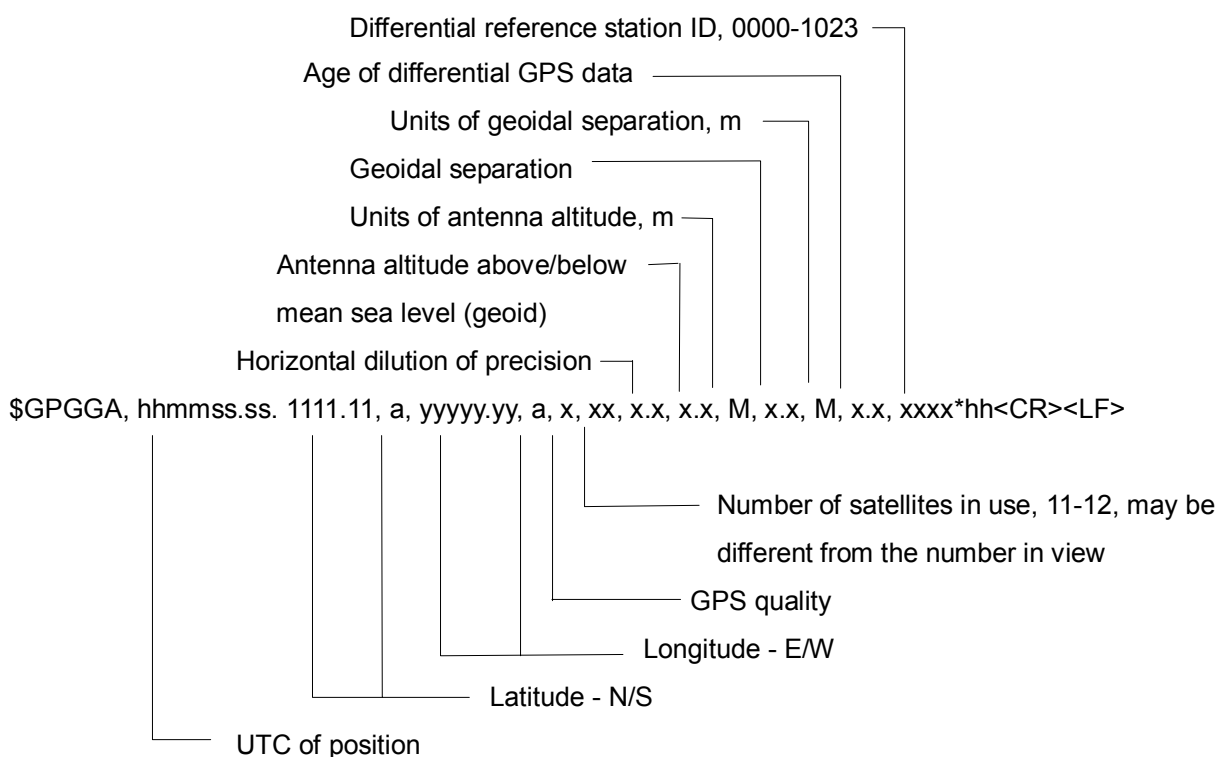 Differential reference station ID, 0000-1023
Age of differential GPS data
Units of geoidal separation, m
Geoidal separation
Units of antenna altitude, m
Antenna altitude above/below
mean sea level (geoid)
Horizontal dilution of precision
$GPGGA, hhmmss.ss. 1111.11, a, yyyyy.yy, a, x, xx, x.x, x.x, M, x.x, M, x.x, xxxx*hh<CR><LF>
Number of satellites in use, 11-12, may be
different from the number in view
GPS quality
Longitude - E/W
Latitude - N/S
UTC of position